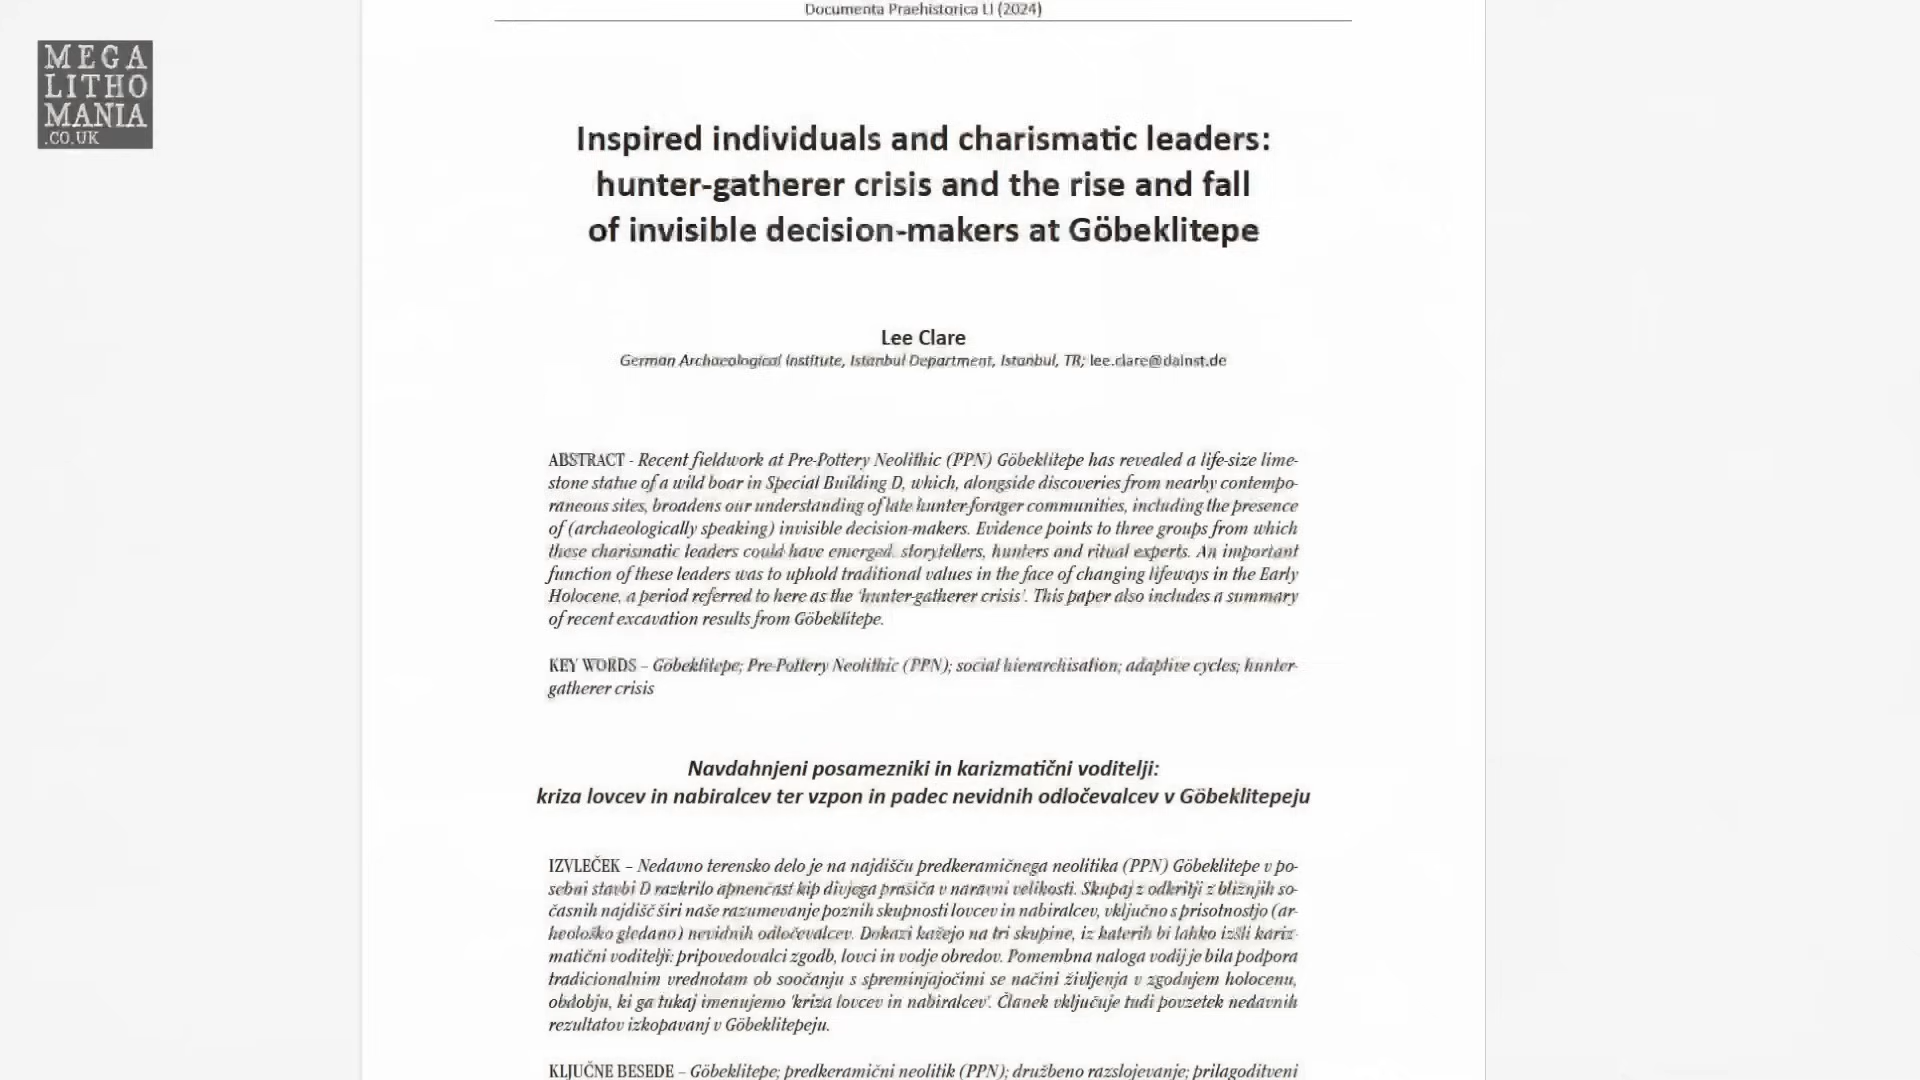 Documenta Praehistorica LI (2024)
MEGA
LITHO
MANIA
.CO.UK
Inspired individuals and charismatic leaders:
hunter-gatherer crisis and the rise and fall
of invisible decision-makers at Göbeklitepe
Lee Clare
German Archaeological Institute, Istanbul Department, Istanbul, TR; lee.clare@dainst.de
ABSTRACT - Recent fieldwork at Pre-Pottery Neolithic (PPN) Göbeklitepe has revealed a life-size lime-
stone statue of a wild boar in Special Building D, which, alongside discoveries from nearby contempo-
raneous sites, broadens our understanding of late hunter-forager communities, including the presence
of (archaeologically speaking) invisible decision-makers. Evidence points to three groups from which
these charismatic leaders could have emerged, storytellers, hunters and ritual experts. An important
function of these leaders was to uphold traditional values in the face of changing lifeways in the Early
Holocene, a period referred to here as the 'hunter-gatherer crisis'. This paper also includes a summary
of recent excavation results from Göbeklitepe.
KEY WORDS – Göbeklitepe; Pre-Pottery Neolithic (PPN); social hierarchisation; adaptive cycles; hunter-
gatherer crisis
Navdahnjeni posamezniki in karizmatični voditelji:
kriza lovcev in nabiralcev ter vzpon in padec nevidnih odločevalcev v Göbeklitepeju
IZVLEČEK – Nedavno terensko delo je na najdišču predkeramičnega neolitika (PPN) Göbeklitepe v po-
sebni stavbi D razkrilo apnenčast kip divjega prašiča v naravni velikosti. Skupaj z odkritji z bližnjih so-
časnih najdišč širi naše razumevanje poznih skupnosti lovcev in nabiralcev, vključno s prisotnostjo (ar-
heološko gledano) nevidnih odločevalcev. Dokazi kažejo na tri skupine, iz katerih bi lahko izšli kariz-
matični voditelji: pripovedovalci zgodb, lovci in vodje obredov. Pomembna naloga vodij je bila podpora
tradicionalnim vrednotam ob soočanju s spreminjajočimi se načini življenja v zgodnjem holocenu,
obdobju, ki ga tukaj imenujemo 'kriza lovcev in nabiralcev'. Članek vključuje tudi povzetek nedavnih
rezultatov izkopavanj v Göbeklitepeju.
KLJUČNE BESEDE – Göbeklitepe; predkeramični neolitik (PPN); družbeno razslojevanje; prilagoditveni